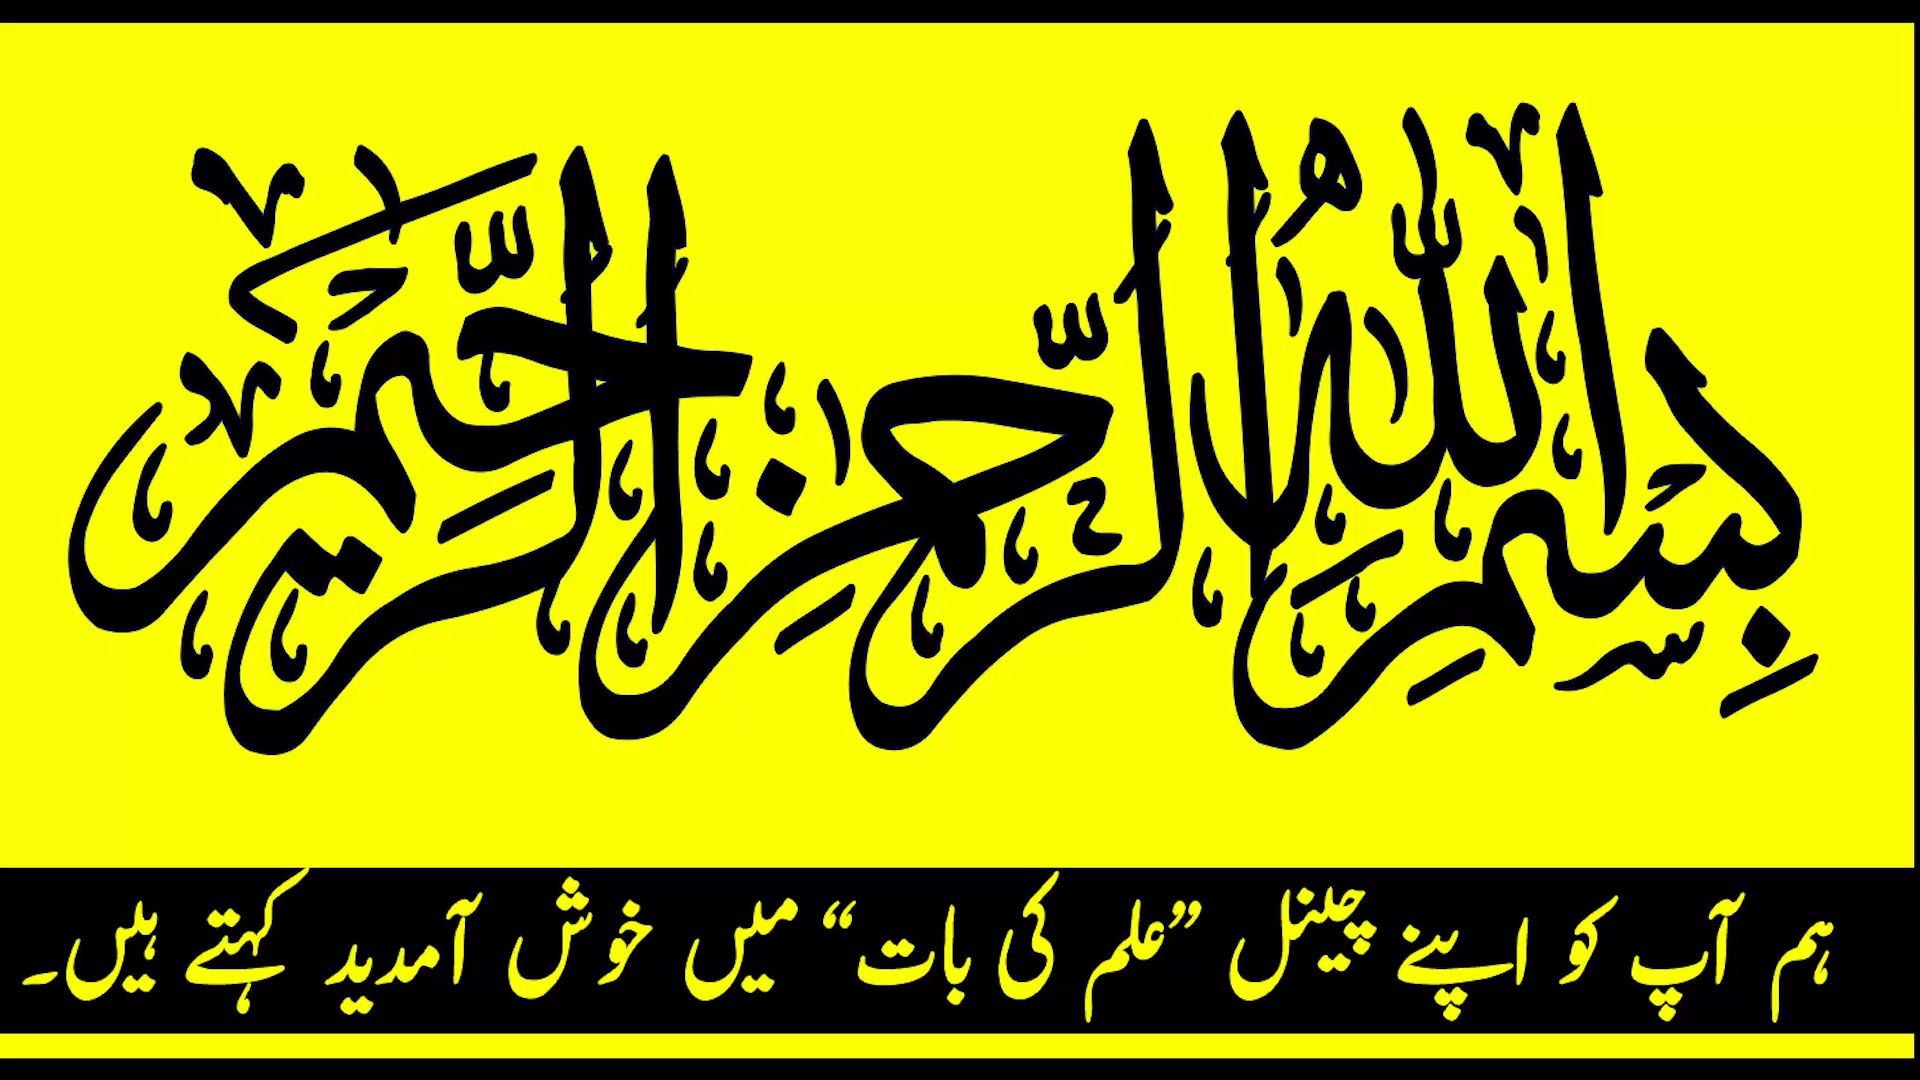 بِسْمِ اللّٰهِ الرَّحْمٰنِ الرَّحِيْمِ
ہم آپ کو اپنے چینل ”علم کی بات“ میں خوش آمدید کہتے ہیں۔